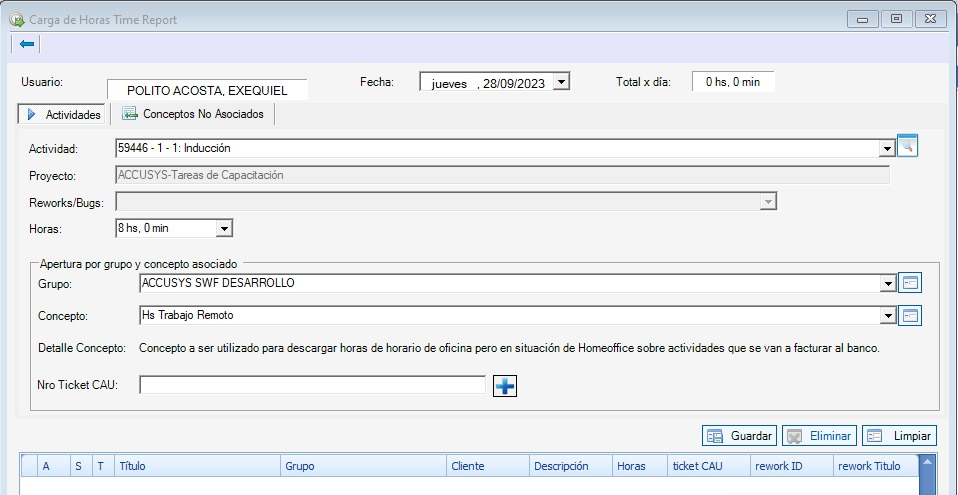 Carga de Horas Time Report
Usuario: POLITO ACOSTA, EXEQUIEL Fecha: jueves , 28/09/2023 Total x día: 0 hs, 0 min
Actividades Conceptos No Asociados
Actividad: 59446 - 1 - 1: Inducción
Proyecto: ACCUSYS-Tareas de Capacitación
Reworks/Bugs:
Horas: 8 hs, 0 min
Apertura por grupo y concepto asociado
Grupo: ACCUSYS SWF DESARROLLO
Concepto: Hs Trabajo Remoto
Detalle Concepto: Concepto a ser utilizado para descargar horas de horario de oficina pero en situación de Homeoffice sobre actividades que se van a facturar al banco.
Nro Ticket CAU:
Guardar Eliminar Limpiar
A S T Título Grupo Cliente Descripción Horas ticket CAU rework ID rework Titulo